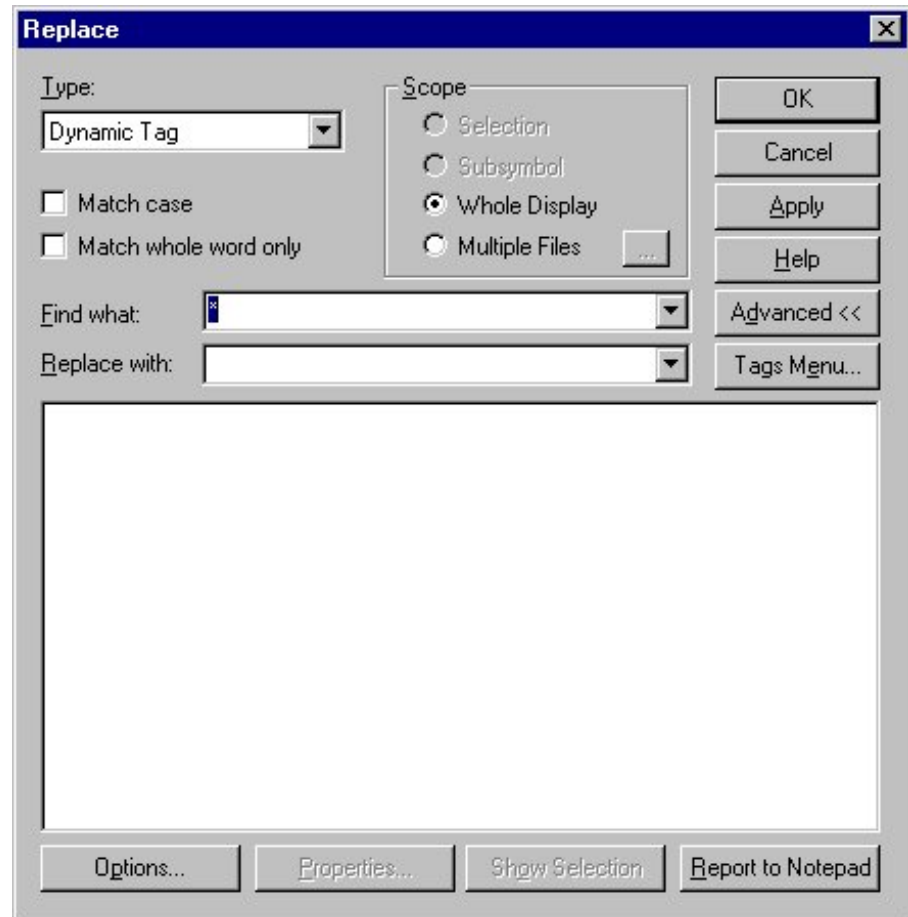 Replace
Type:
Dynamic Tag
Match case
Match whole word only
Scope
Selection
Subsymbol
Whole Display
Multiple Files
...
OK
Cancel
Apply
Help
Advanced <<
Tags Menu...
Find what:
*
Replace with:
Options...
Properties...
Show Selection
Report to Notepad